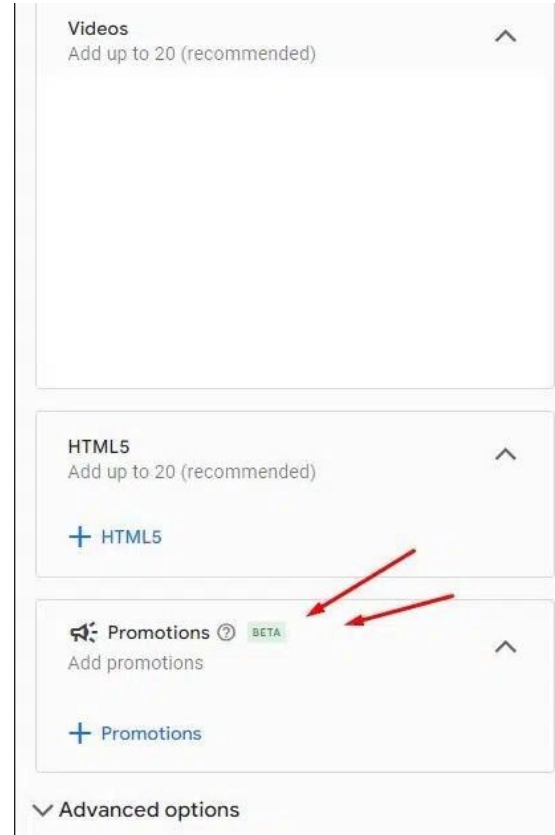 Videos
Add up to 20 (recommended)
HTML5
Add up to 20 (recommended)
+ HTML5
Promotions ? BETA
Add promotions
+ Promotions
Advanced options